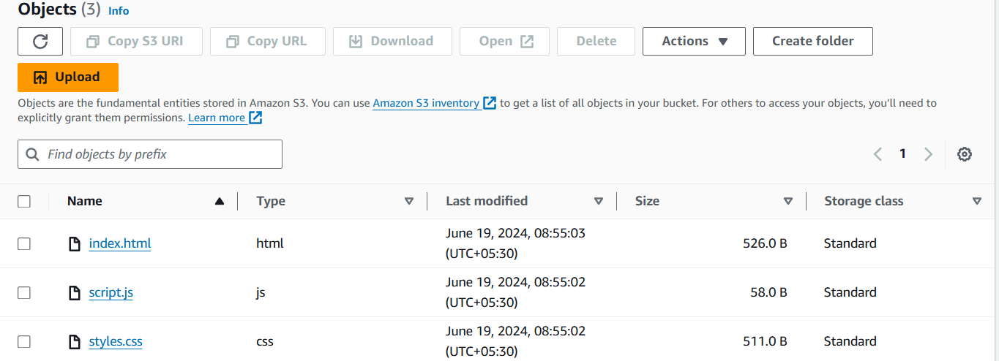 Objects (3) Info
Copy S3 URI Copy URL Download Open Delete Actions Create folder
Upload
Objects are the fundamental entities stored in Amazon S3. You can use Amazon S3 inventory to get a list of all objects in your bucket. For others to access your objects, you’ll need to
explicitly grant them permissions. Learn more
Find objects by prefix 1
Name Type Last modified Size Storage class
index.html html June 19, 2024, 08:55:03 (UTC+05:30) 526.0 B Standard
script.js js June 19, 2024, 08:55:02 (UTC+05:30) 58.0 B Standard
styles.css css June 19, 2024, 08:55:02 (UTC+05:30) 511.0 B Standard